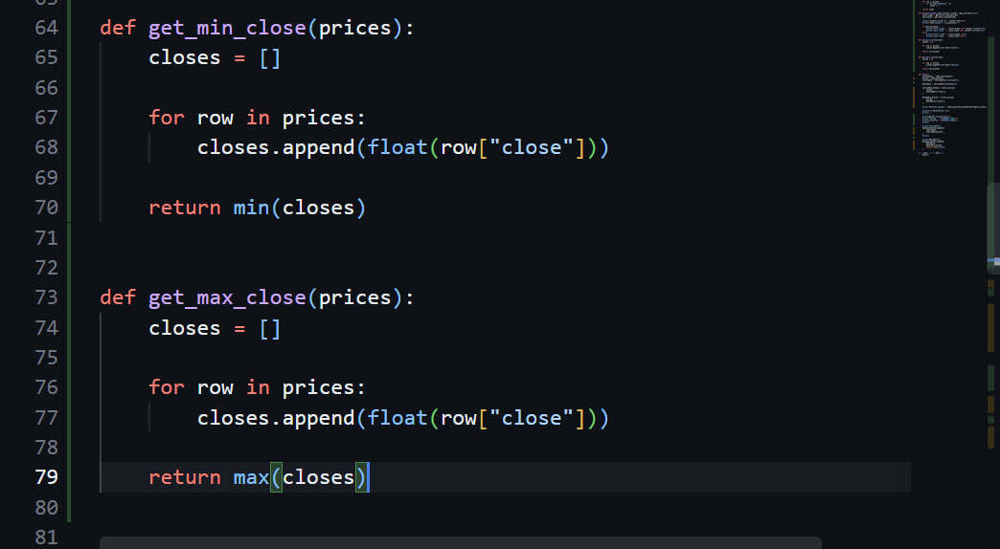 64 def get_min_close(prices):
65     closes = []
66
67     for row in prices:
68         closes.append(float(row["close"]))
69
70     return min(closes)
71
72
73 def get_max_close(prices):
74     closes = []
75
76     for row in prices:
77         closes.append(float(row["close"]))
78
79     return max(closes)
80
81